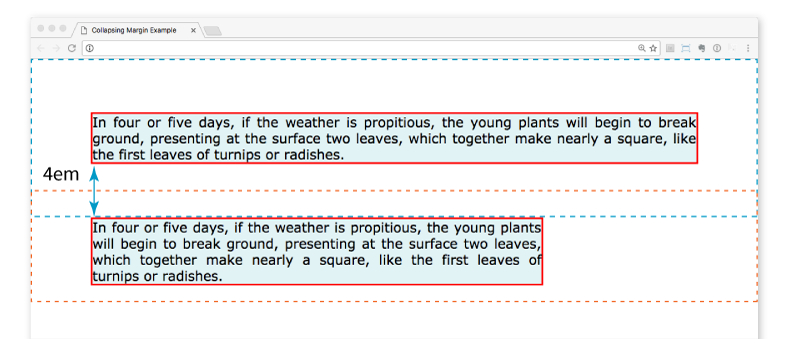 Collapsing Margin Example
In four or five days, if the weather is propitious, the young plants will begin to break
ground, presenting at the surface two leaves, which together make nearly a square, like
the first leaves of turnips or radishes.
4em
In four or five days, if the weather is propitious, the young plants
will begin to break ground, presenting at the surface two leaves,
which together make nearly a square, like the first leaves of
turnips or radishes.